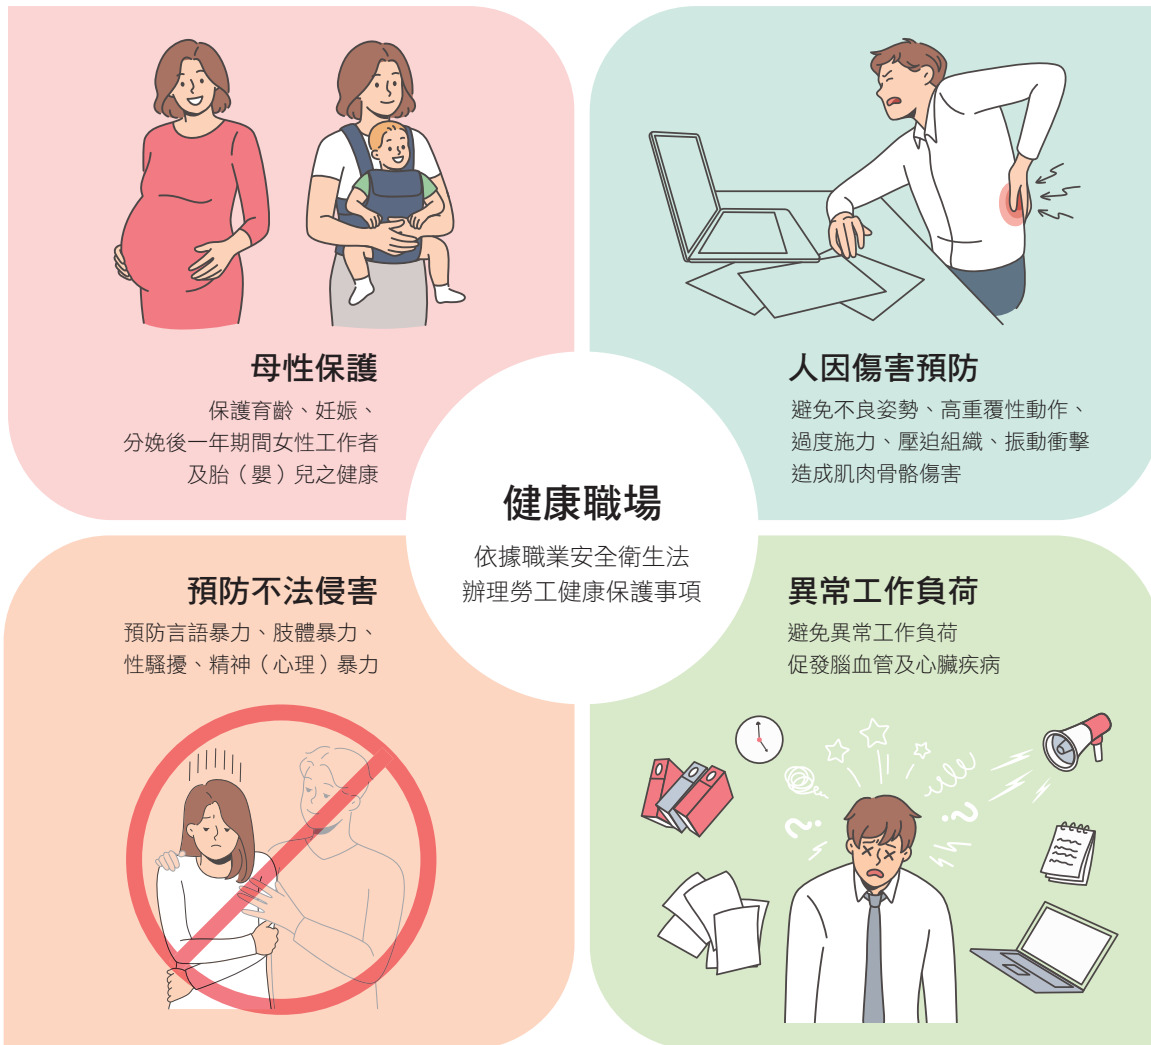 母性保護
保護育齡、妊娠、
分娩後一年期間女性工作者
及胎（嬰）兒之健康
人因傷害預防
避免不良姿勢、高重覆性動作、
過度施力、壓迫組織、振動衝擊
造成肌肉骨骼傷害
健康職場
依據職業安全衛生法
辦理勞工健康保護事項
預防不法侵害
預防言語暴力、肢體暴力、
性騷擾、精神（心理）暴力
異常工作負荷
避免異常工作負荷
促發腦血管及心臟疾病